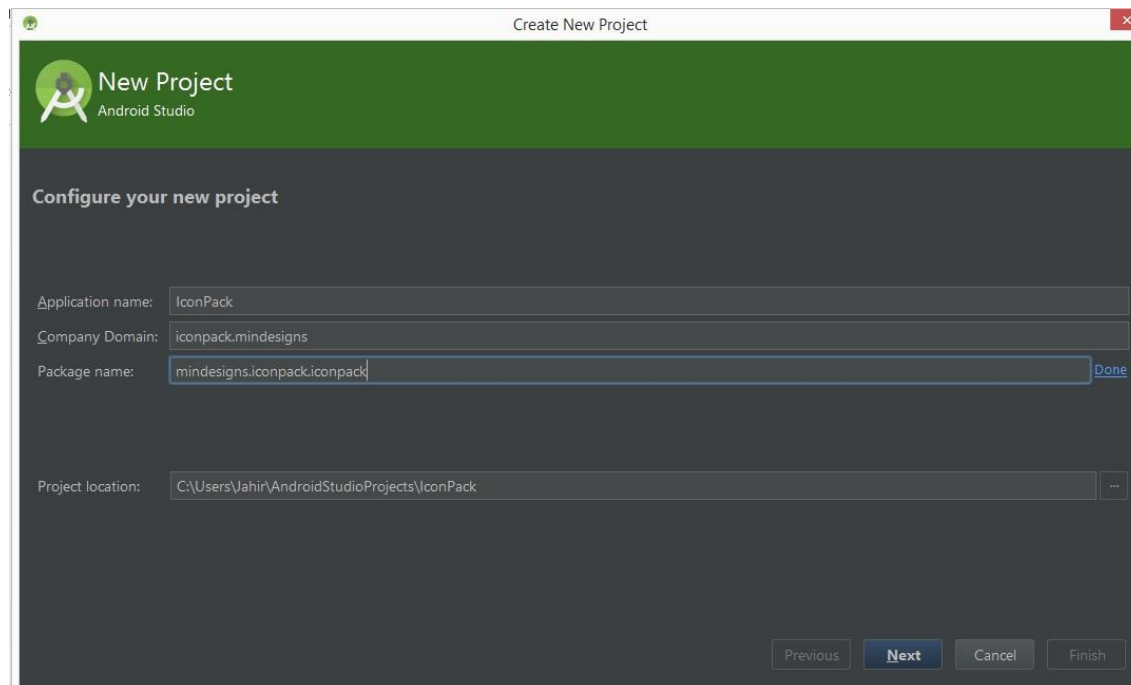 Create New Project
New Project
Android Studio
Configure your new project
Application name: IconPack
Company Domain: iconpack.mindesigns
Package name: mindesigns.iconpack.iconpack Done
Project location: C:\Users\Jahir\AndroidStudioProjects\IconPack ...
Previous Next Cancel Finish